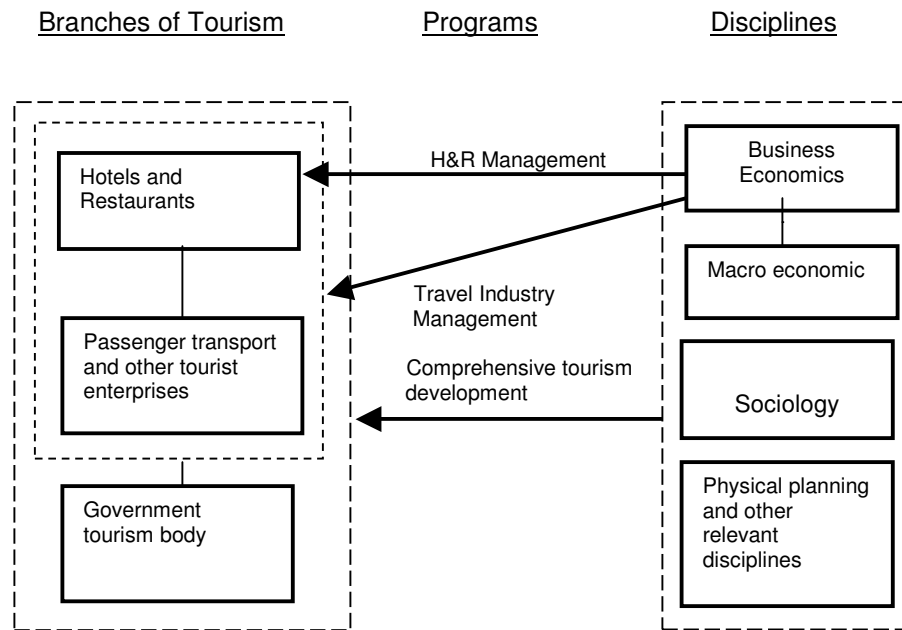 Branches of Tourism
Programs
Disciplines
Hotels and
Restaurants
Passenger transport
and other tourist
enterprises
Government
tourism body
H&R Management
Travel Industry
Management
Comprehensive tourism
development
Business
Economics
Macro economic
Sociology
Physical planning
and other
relevant
disciplines